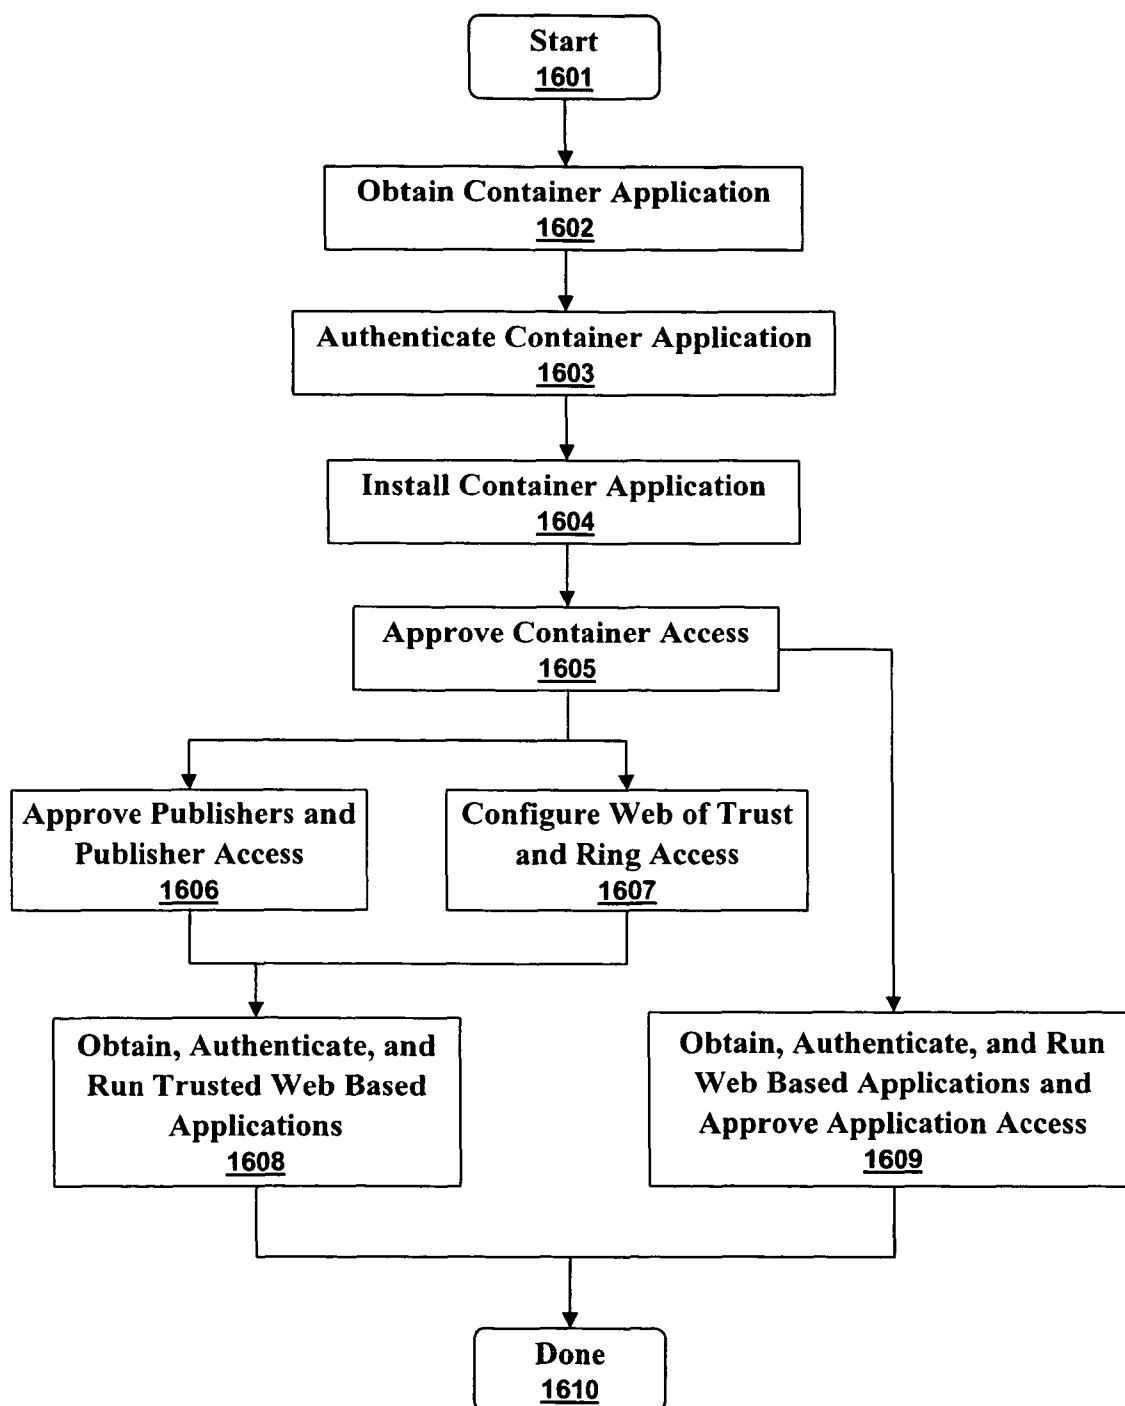 Start
1601
Obtain Container Application
1602
Authenticate Container Application
1603
Install Container Application
1604
Approve Container Access
1605
Approve Publishers and
Publisher Access
1606
Configure Web of Trust
and Ring Access
1607
Obtain, Authenticate, and
Run Trusted Web Based
Applications
1608
Obtain, Authenticate, and Run
Web Based Applications and
Approve Application Access
1609
Done
1610